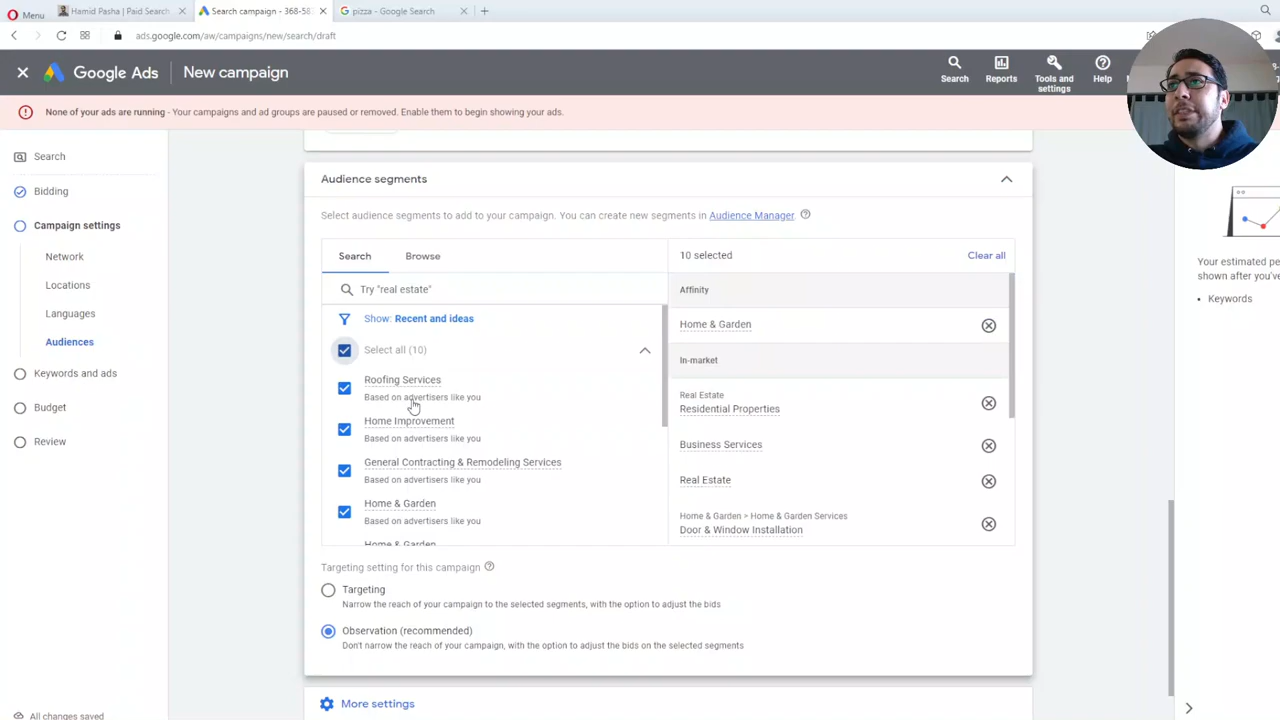 Menu
Hamid Pasha | Paid Search
Search campaign - 368-58
pizza - Google Search
ads.google.com/aw/campaigns/new/search/draft
Google Ads
New campaign
Search
Reports
Tools and settings
Help
None of your ads are running - Your campaigns and ad groups are paused or removed. Enable them to begin showing your ads.
Search
Bidding
Campaign settings
Network
Locations
Languages
Audiences
Keywords and ads
Budget
Review
All changes saved
Audience segments
Select audience segments to add to your campaign. You can create new segments in Audience Manager.
Search
Browse
10 selected
Clear all
Try "real estate"
Show: Recent and ideas
Select all (10)
Roofing Services
Based on advertisers like you
Home Improvement
Based on advertisers like you
General Contracting & Remodeling Services
Based on advertisers like you
Home & Garden
Based on advertisers like you
Home & Garden
Affinity
Home & Garden
In-market
Real Estate
Residential Properties
Business Services
Real Estate
Home & Garden > Home & Garden Services
Door & Window Installation
Targeting setting for this campaign
Targeting
Narrow the reach of your campaign to the selected segments, with the option to adjust the bids
Observation (recommended)
Don't narrow the reach of your campaign, with the option to adjust the bids on the selected segments
More settings
Your estimated
shown after you've
• Keywords